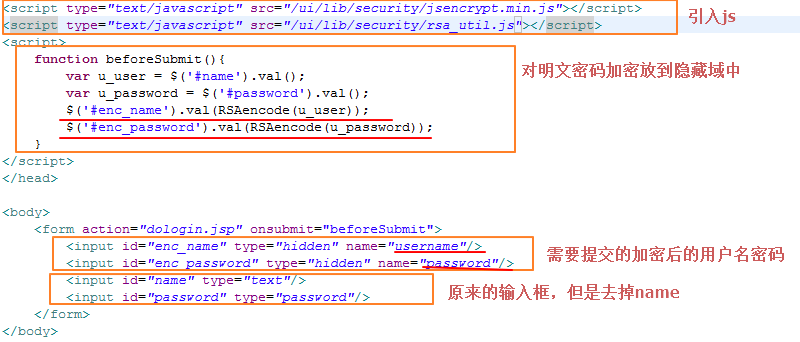 <script type="text/javascript" src="/ui/lib/security/jsencrypt.min.js"></script>
引入js
<script type="text/javascript" src="/ui/lib/security/rsa_util.js"></script>
<script>
function beforeSubmit(){
对明文密码加密放到隐藏域中
var u_user = $('#name').val();
var u_password = $('#password').val();
$('#enc_name').val(RSAencode(u_user));
$('#enc_password').val(RSAencode(u_password));
}
</script>
</head>
<body>
<form action="dologin.jsp" onsubmit="beforeSubmit">
<input id="enc_name" type="hidden" name="username"/>
需要提交的加密后的用户名密码
<input id="enc_password" type="hidden" name="password"/>
<input id="name" type="text"/>
原来的输入框，但是去掉name
<input id="password" type="password"/>
</form>
</body>